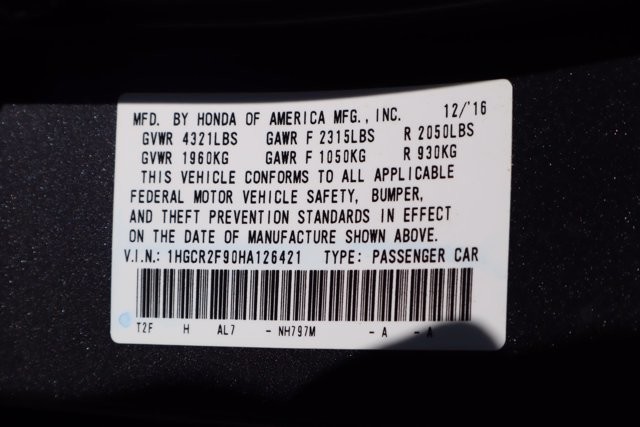 MFD. BY HONDA OF AMERICA MFG., INC. 12/'16
GVWR 4321LBS GAWR F 2315LBS R 2050LBS
GVWR 1960KG GAWR F 1050KG R 930KG
THIS VEHICLE CONFORMS TO ALL APPLICABLE
FEDERAL MOTOR VEHICLE SAFETY, BUMPER,
AND THEFT PREVENTION STANDARDS IN EFFECT
ON THE DATE OF MANUFACTURE SHOWN ABOVE.
V.I.N.: 1HGCR2F90HA126421 TYPE: PASSENGER CAR
T2F H AL7 - NH797M - A - A